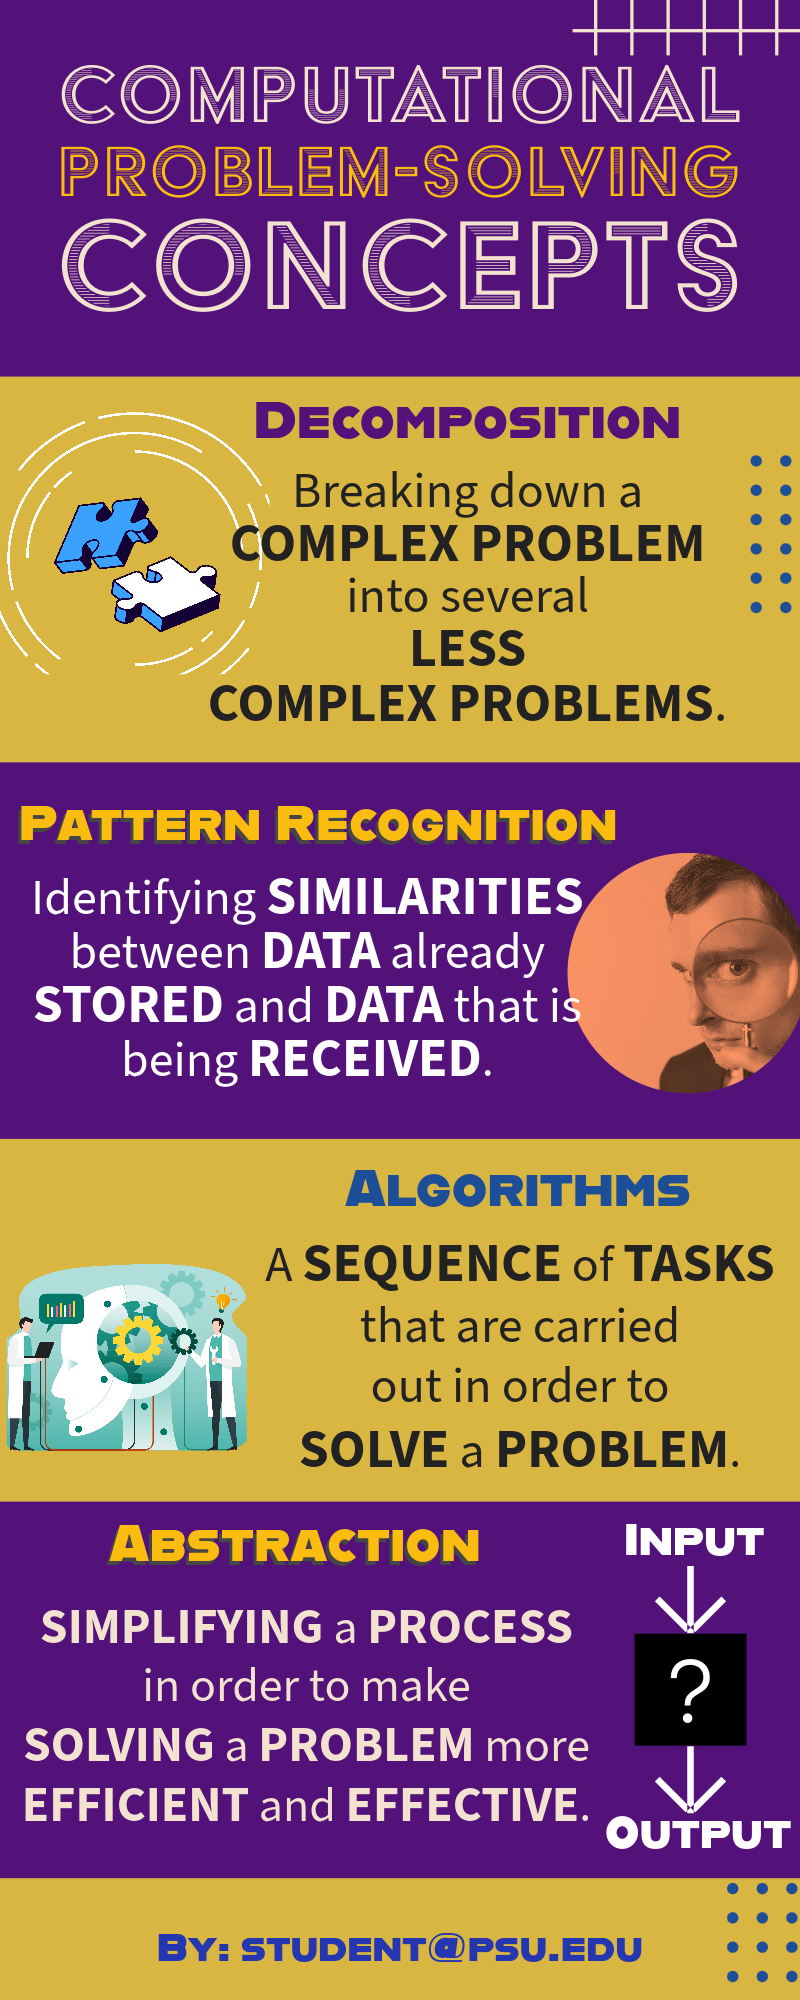 COMPUTATIONAL
PROBLEM-SOLVING
CONCEPTS
DECOMPOSITION
Breaking down a
COMPLEX PROBLEM
into several
LESS
COMPLEX PROBLEMS.
PATTERN RECOGNITION
Identifying SIMILARITIES
between DATA already
STORED and DATA that is
being RECEIVED.
ALGORITHMS
A SEQUENCE of TASKS
that are carried
out in order to
SOLVE a PROBLEM.
ABSTRACTION
SIMPLIFYING a PROCESS
in order to make
SOLVING a PROBLEM more
EFFICIENT and EFFECTIVE.
INPUT
?
OUTPUT
BY: STUDENT@PSU.EDU